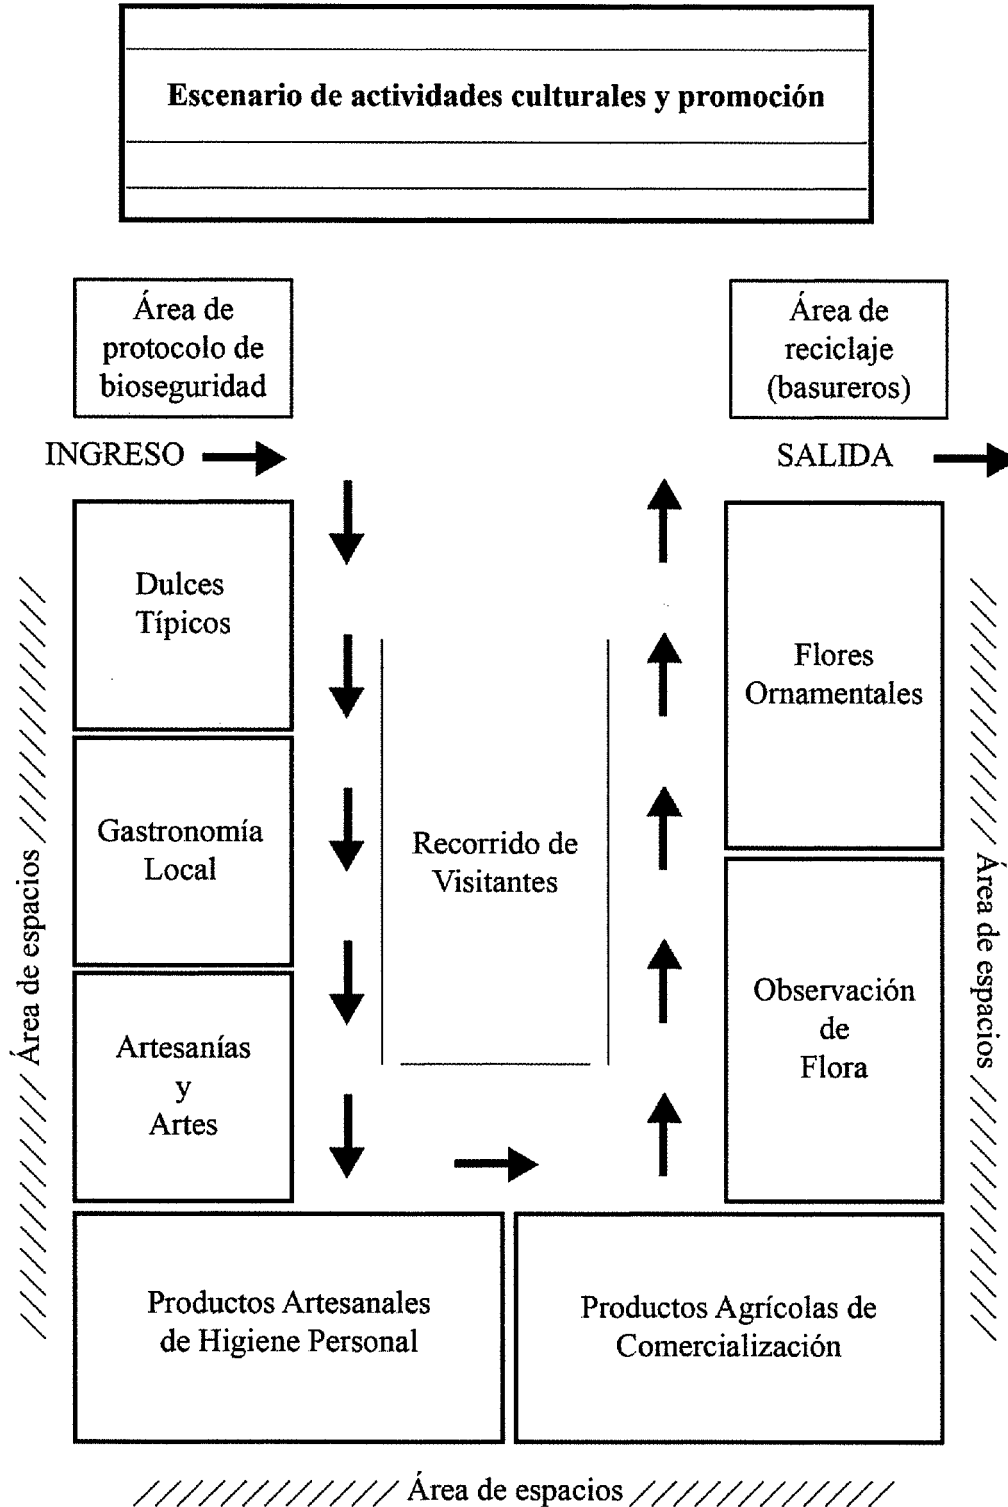 Escenario de actividades culturales y promoción
Área de
protocolo de
bioseguridad
Área de
reciclaje
(basureros)
INGRESO
SALIDA
Dulces
Típicos
Gastronomía
Local
Artesanías
y
Artes
Recorrido de
Visitantes
Flores
Ornamentales
Observación
de
Flora
Área de espacios
Área de espacios
Productos Artesanales
de Higiene Personal
Productos Agrícolas de
Comercialización
Área de espacios